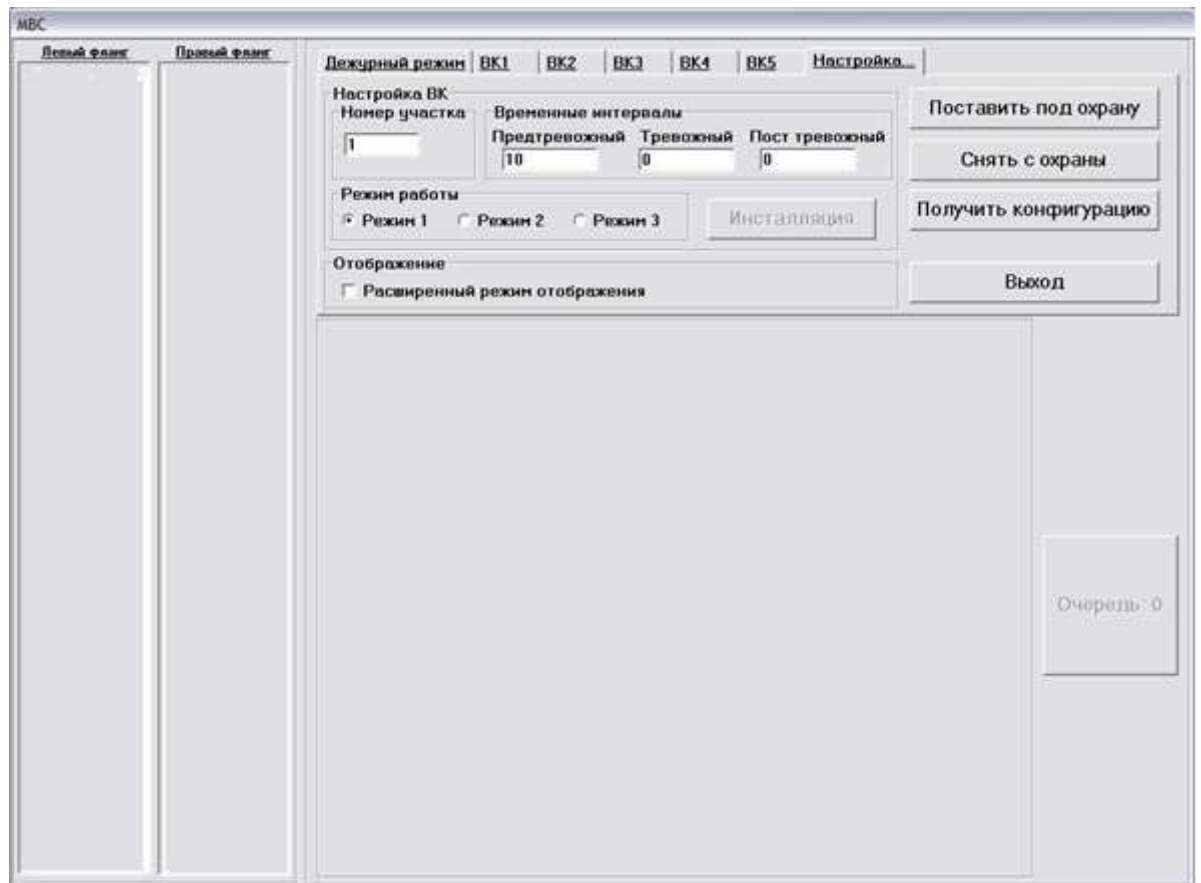 МВС
Левый фланг Правый фланг
Дежурный режим ВК1 ВК2 ВК3 ВК4 ВК5 Настройка...
Настройка ВК
Номер участка Временные интервалы
Предтревожный Тревожный Пост тревожный
1 10 0 0
Режим работы
Режим 1 Режим 2 Режим 3 Инсталляция
Отображение
Расширенный режим отображения
Поставить под охрану
Снять с охраны
Получить конфигурацию
Выход
Очередь: 0